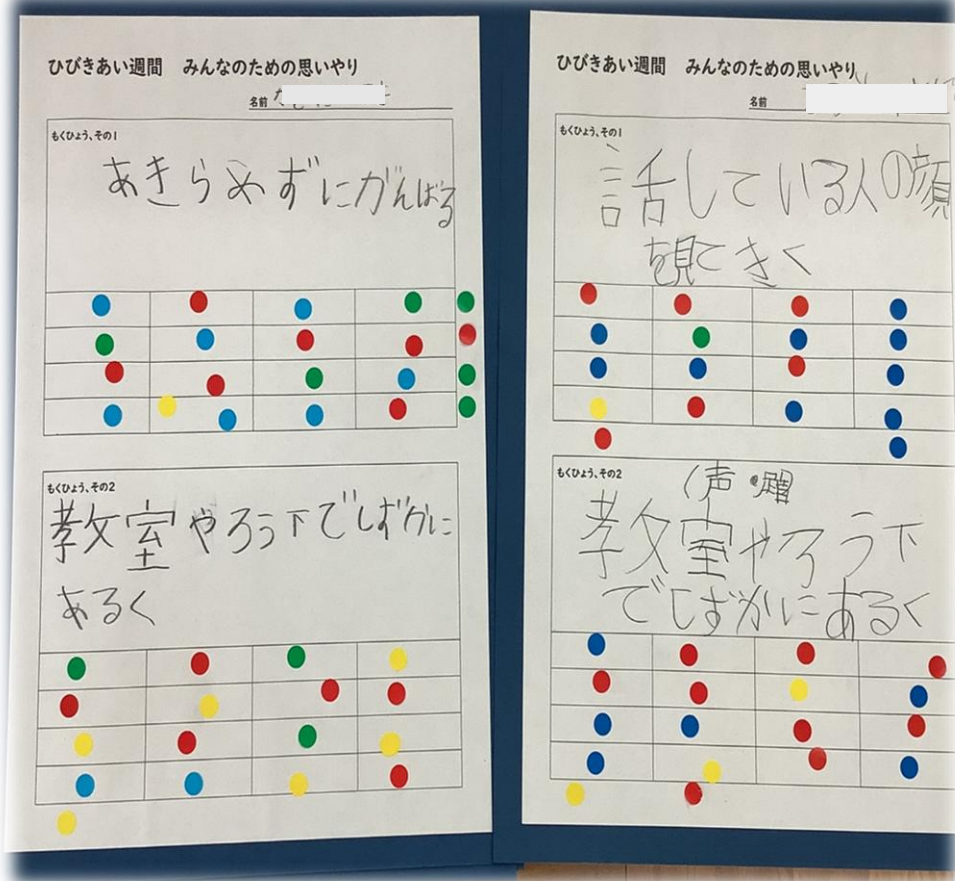 ひびきあい週間 みんなのための思いやり
名前
もくひょう、その1
あきらめずにがんばる
もくひょう、その2
教室やろう下でしずかに
あるく
ひびきあい週間 みんなのための思いやり
名前
もくひょう、その1
話している人の顔
を見てきく
もくひょう、その2
(声・
教室やろう下
でしずかにあるく